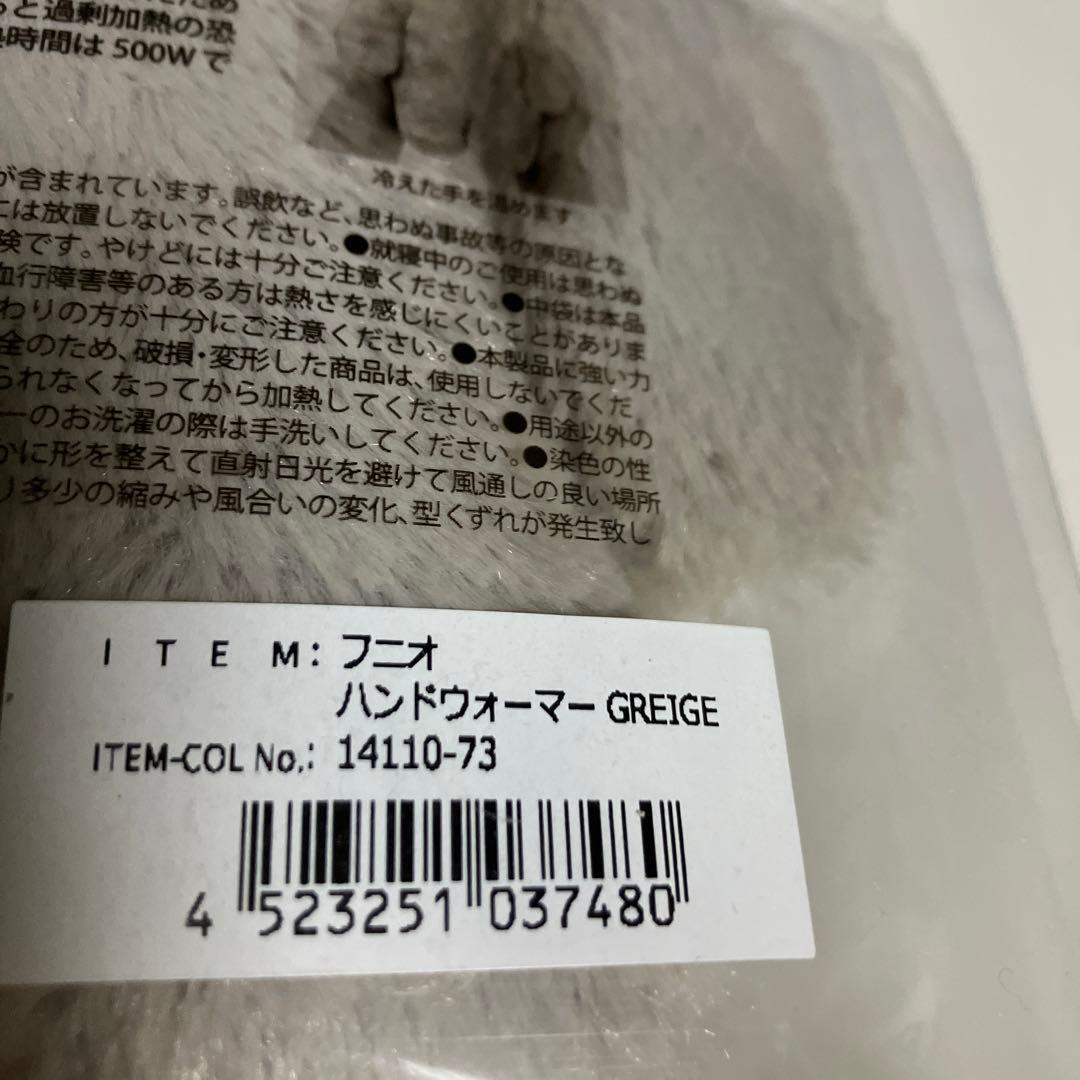 と過剰加熱の恐
時間は 500W で
冷えた手を温めます
が含まれています。誤飲など、思わぬ事故等の原因とな
には放置しないでください。●就寝中のご使用は思わぬ
険です。やけどには十分ご注意ください。●中袋は本品
血行障害等のある方は熱さを感じにくいことがありま
わりの方が十分にご注意ください。●本製品に強い力
全のため、破損・変形した商品は、使用しないでくだ
られなくなってから加熱してください。●用途以外の
ーのお洗濯の際は手洗いしてください。●染色の性
かに形を整えて直射日光を避けて風通しの良い場所
り多少の縮みや風合いの変化、型くずれが発生致し
ITEM: フニオ
ハンドウォーマー GREIGE
ITEM-COL No.: 14110-73
4 523251 037480